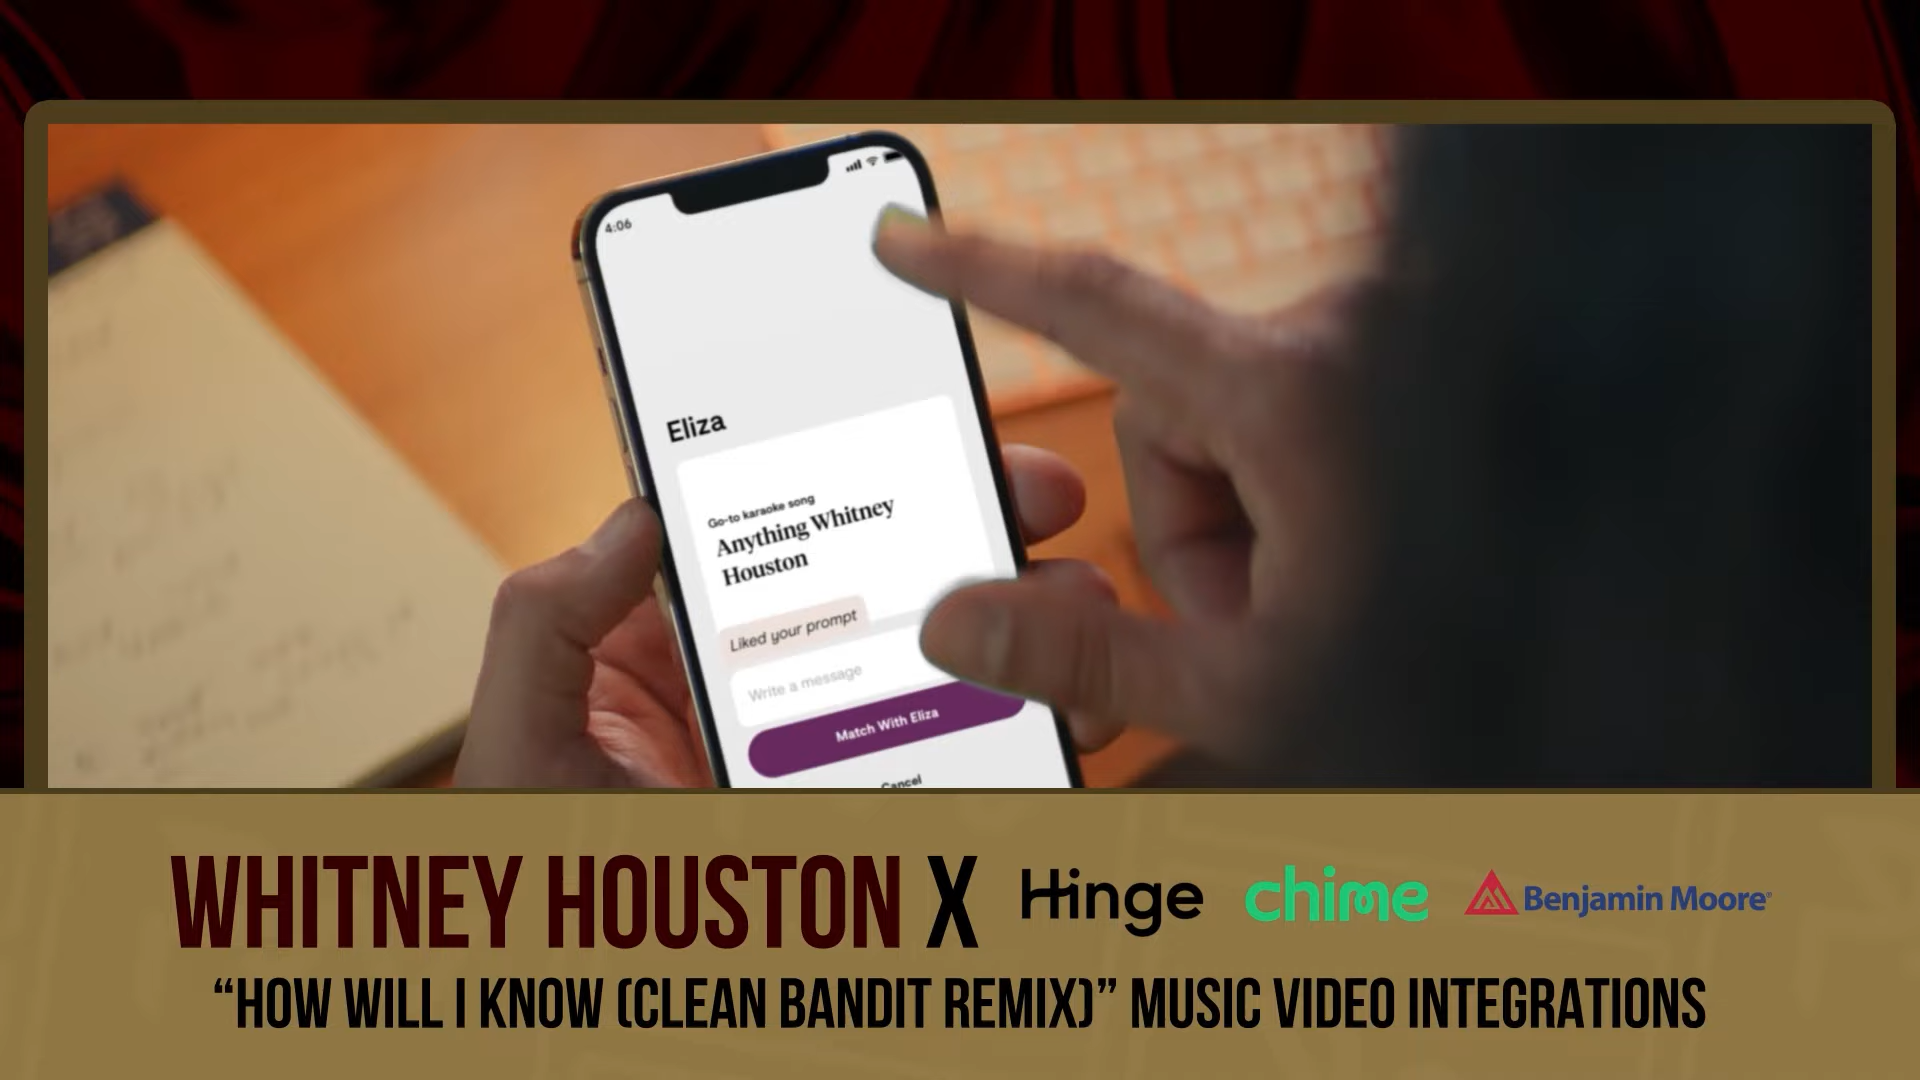 4:06
Eliza
Go-to karaoke song
Anything Whitney
Houston
Liked your prompt
Write a message
Match With Eliza
Cancel
WHITNEY HOUSTON X Hinge chime Benjamin Moore®
“HOW WILL I KNOW (CLEAN BANDIT REMIX)” MUSIC VIDEO INTEGRATIONS